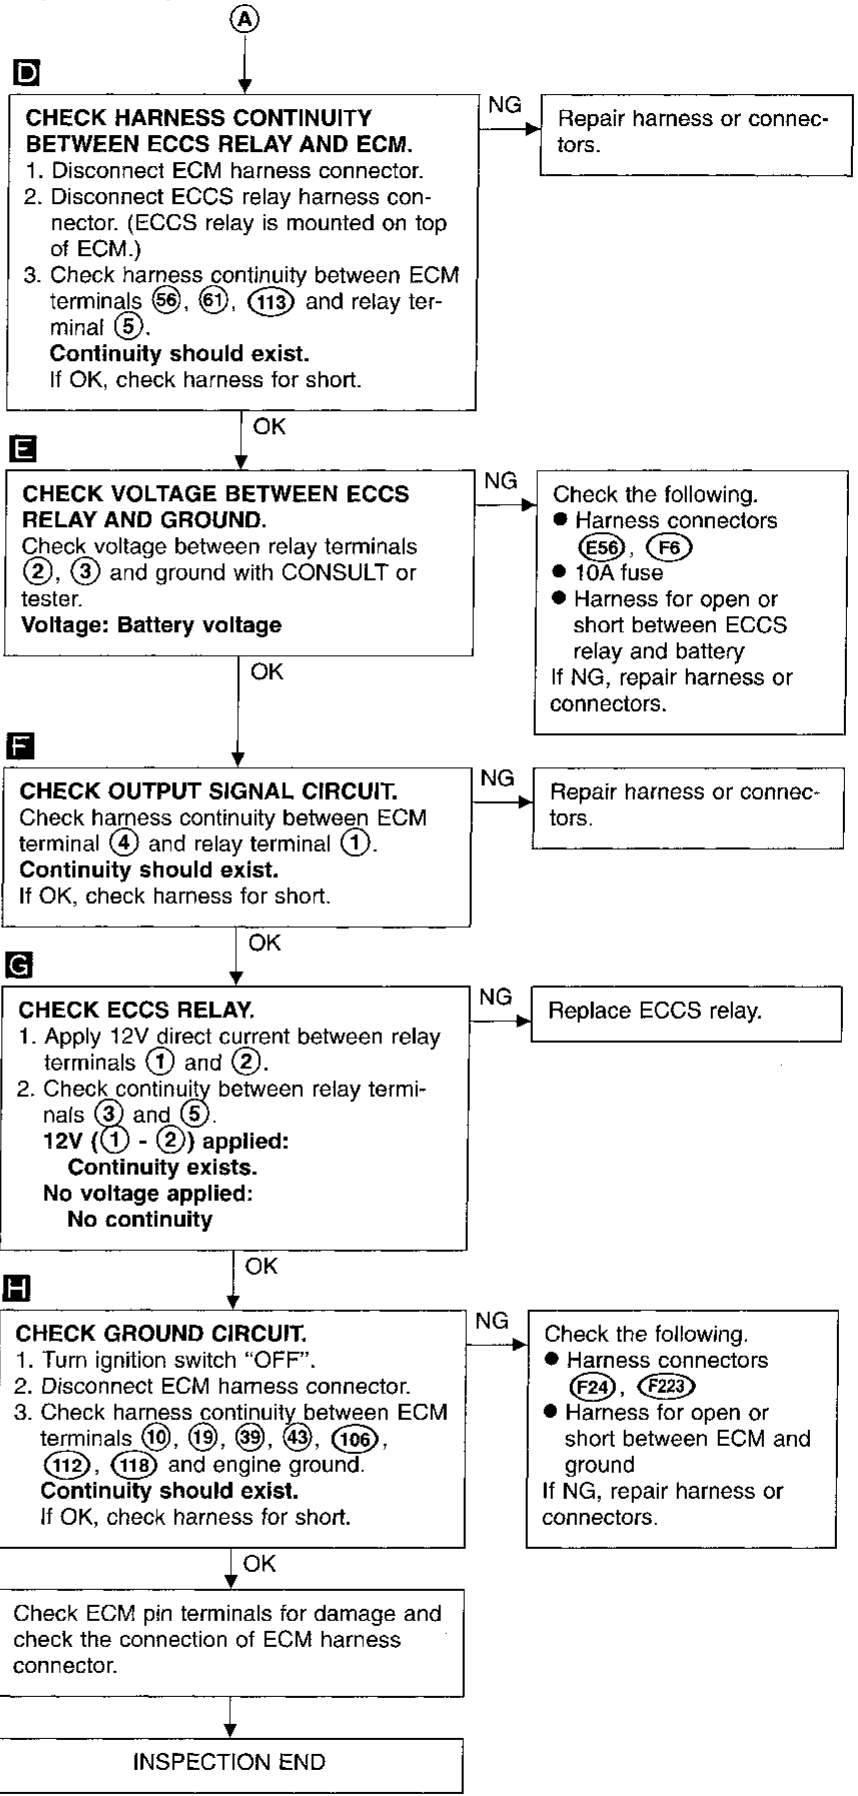 A
D
CHECK HARNESS CONTINUITY
BETWEEN ECCS RELAY AND ECM.
1. Disconnect ECM harness connector.
2. Disconnect ECCS relay harness con-
nector. (ECCS relay is mounted on top
of ECM.)
3. Check harness continuity between ECM
terminals 56, 61, 113 and relay ter-
minal 5.
Continuity should exist.
If OK, check harness for short.
NG
Repair harness or connec-
tors.
OK
E
CHECK VOLTAGE BETWEEN ECCS
RELAY AND GROUND.
Check voltage between relay terminals
2, 3 and ground with CONSULT or
tester.
Voltage: Battery voltage
NG
Check the following.
● Harness connectors
E56, F6
● 10A fuse
● Harness for open or
short between ECCS
relay and battery
If NG, repair harness or
connectors.
OK
F
CHECK OUTPUT SIGNAL CIRCUIT.
Check harness continuity between ECM
terminal 4 and relay terminal 1.
Continuity should exist.
If OK, check harness for short.
NG
Repair harness or connec-
tors.
OK
G
CHECK ECCS RELAY.
1. Apply 12V direct current between relay
terminals 1 and 2.
2. Check continuity between relay termi-
nals 3 and 5.
12V (1 - 2) applied:
Continuity exists.
No voltage applied:
No continuity
NG
Replace ECCS relay.
OK
H
CHECK GROUND CIRCUIT.
1. Turn ignition switch “OFF”.
2. Disconnect ECM harness connector.
3. Check harness continuity between ECM
terminals 10, 19, 39, 43, 106,
112, 118 and engine ground.
Continuity should exist.
If OK, check harness for short.
NG
Check the following.
● Harness connectors
F24, F223
● Harness for open or
short between ECM and
ground
If NG, repair harness or
connectors.
OK
Check ECM pin terminals for damage and
check the connection of ECM harness
connector.
INSPECTION END